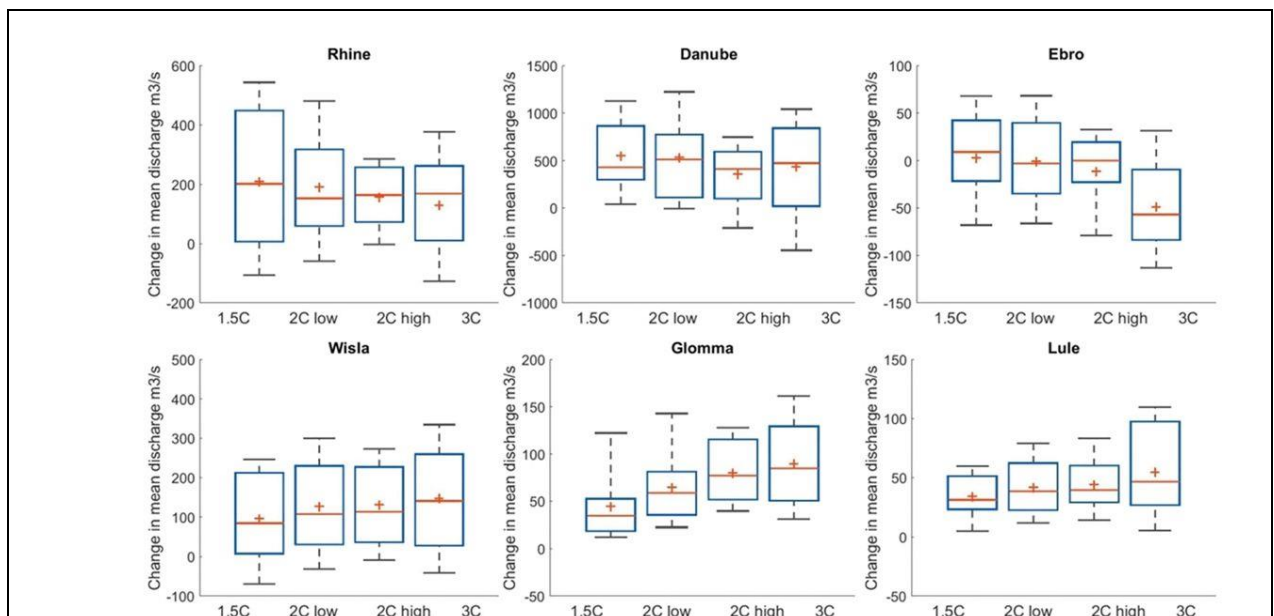 Rhine
Change in mean discharge m3/s
600
400
200
0
-200
1.5C 2C low 2C high 3C
Danube
Change in mean discharge m3/s
1500
1000
500
0
-500
-1000
1.5C 2C low 2C high 3C
Ebro
Change in mean discharge m3/s
100
50
0
-50
-100
-150
1.5C 2C low 2C high 3C
Wisla
Change in mean discharge m3/s
500
400
300
200
100
0
-100
1.5C 2C low 2C high 3C
Glomma
Change in mean discharge m3/s
200
150
100
50
0
-50
1.5C 2C low 2C high 3C
Lule
Change in mean discharge m3/s
150
100
50
0
-50
1.5C 2C low 2C high 3C